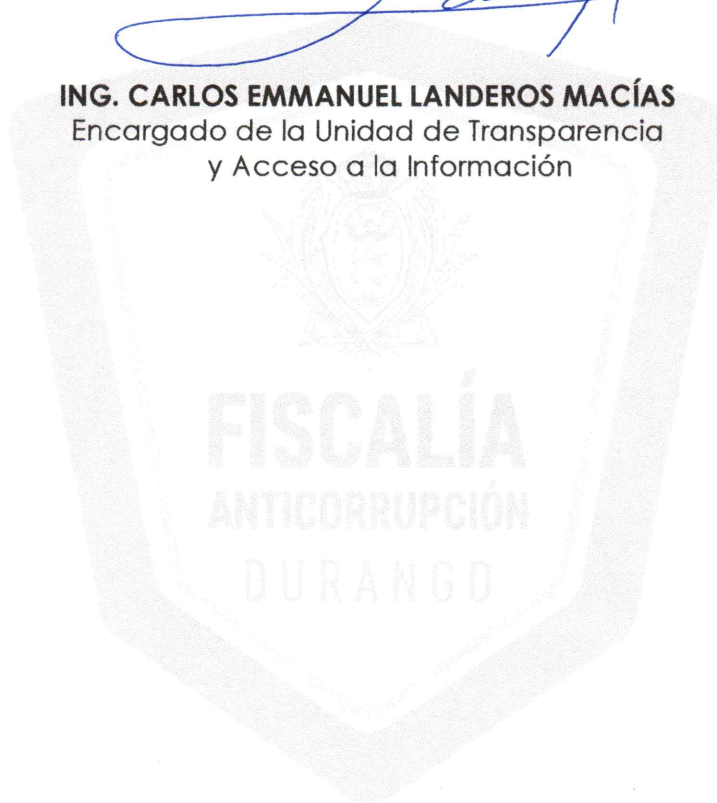 ING. CARLOS EMMANUEL LANDEROS MACÍAS
Encargado de la Unidad de Transparencia
y Acceso a la Información
FISCALÍA
ANTICORRUPCIÓN
DURANGO